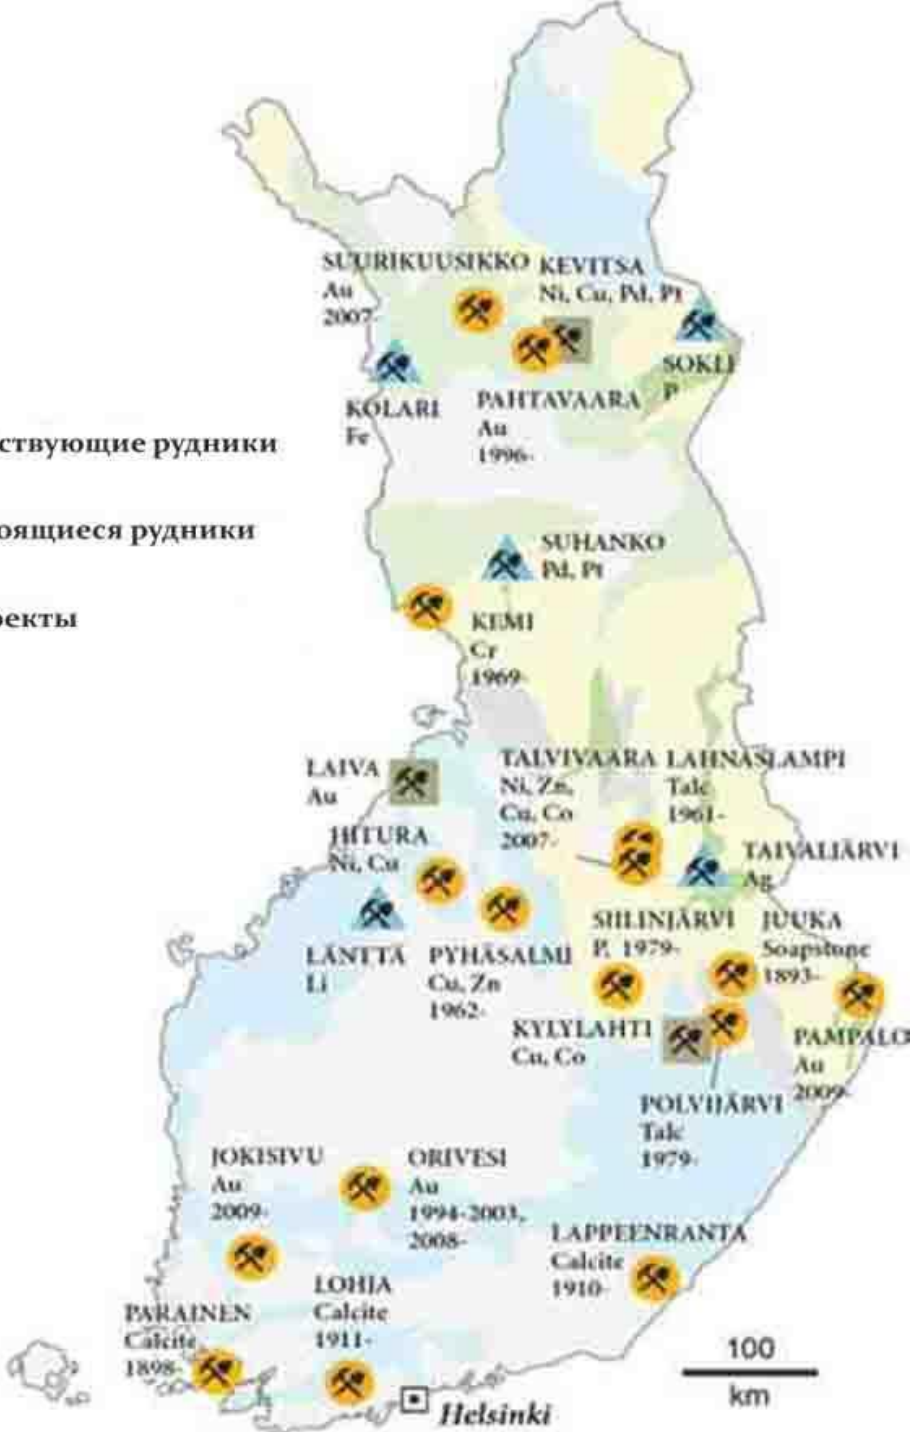 SUURIKUUSIKKO
Au
2007-
KEVITSA
Ni, Cu, Pd, Pt
SOKLI
P
KOLARI
Fe
PAHTAVAARA
Au
1996-
ствующие рудники
оящиеся рудники
оекты
SUHANKO
Pd, Pt
KEMI
Cr
1969-
LAIVA
Au
TALVIVAARA
Ni, Zn,
Cu, Co
2007-
LAHNASLAMPI
Talc
1961-
HITURA
Ni, Cu
TAIVALJÄRVI
Ag
LÄNTTÄ
Li
PYHÄSALMI
Cu, Zn
1962-
SIILINJÄRVI
P, 1979-
JUUKA
Soapstone
1893-
KYLYLAHTI
Cu, Co
PAMPALO
Au
2009-
POLVIJÄRVI
Talc
1979-
JOKISIVU
Au
2009-
ORIVESI
Au
1994-2003,
2008-
LAPPEENRANTA
Calcite
1910-
LOHJA
Calcite
1911-
PARAINEN
Calcite
1898-
100
km
Helsinki